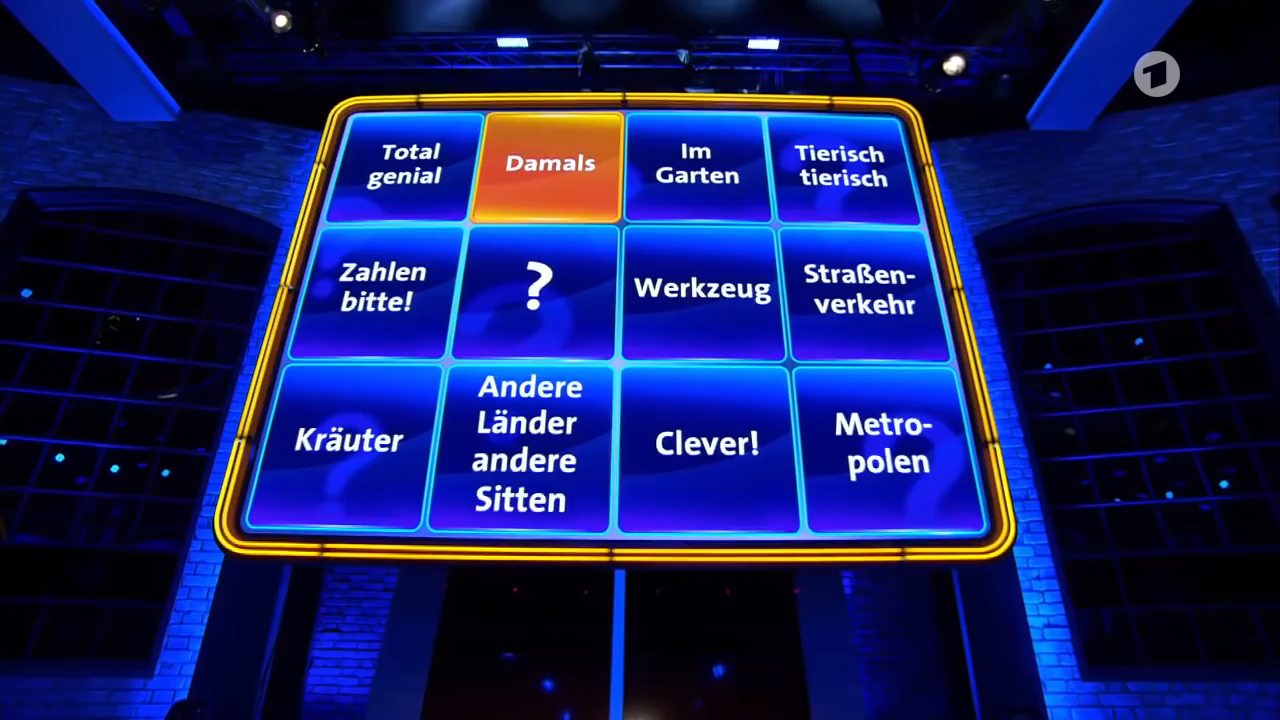 Total
genial
Damals
Im
Garten
Tierisch
tierisch
Zahlen
bitte!
?
Werkzeug
Straßen-
verkehr
Kräuter
Andere
Länder
andere
Sitten
Clever!
Metro-
polen
1